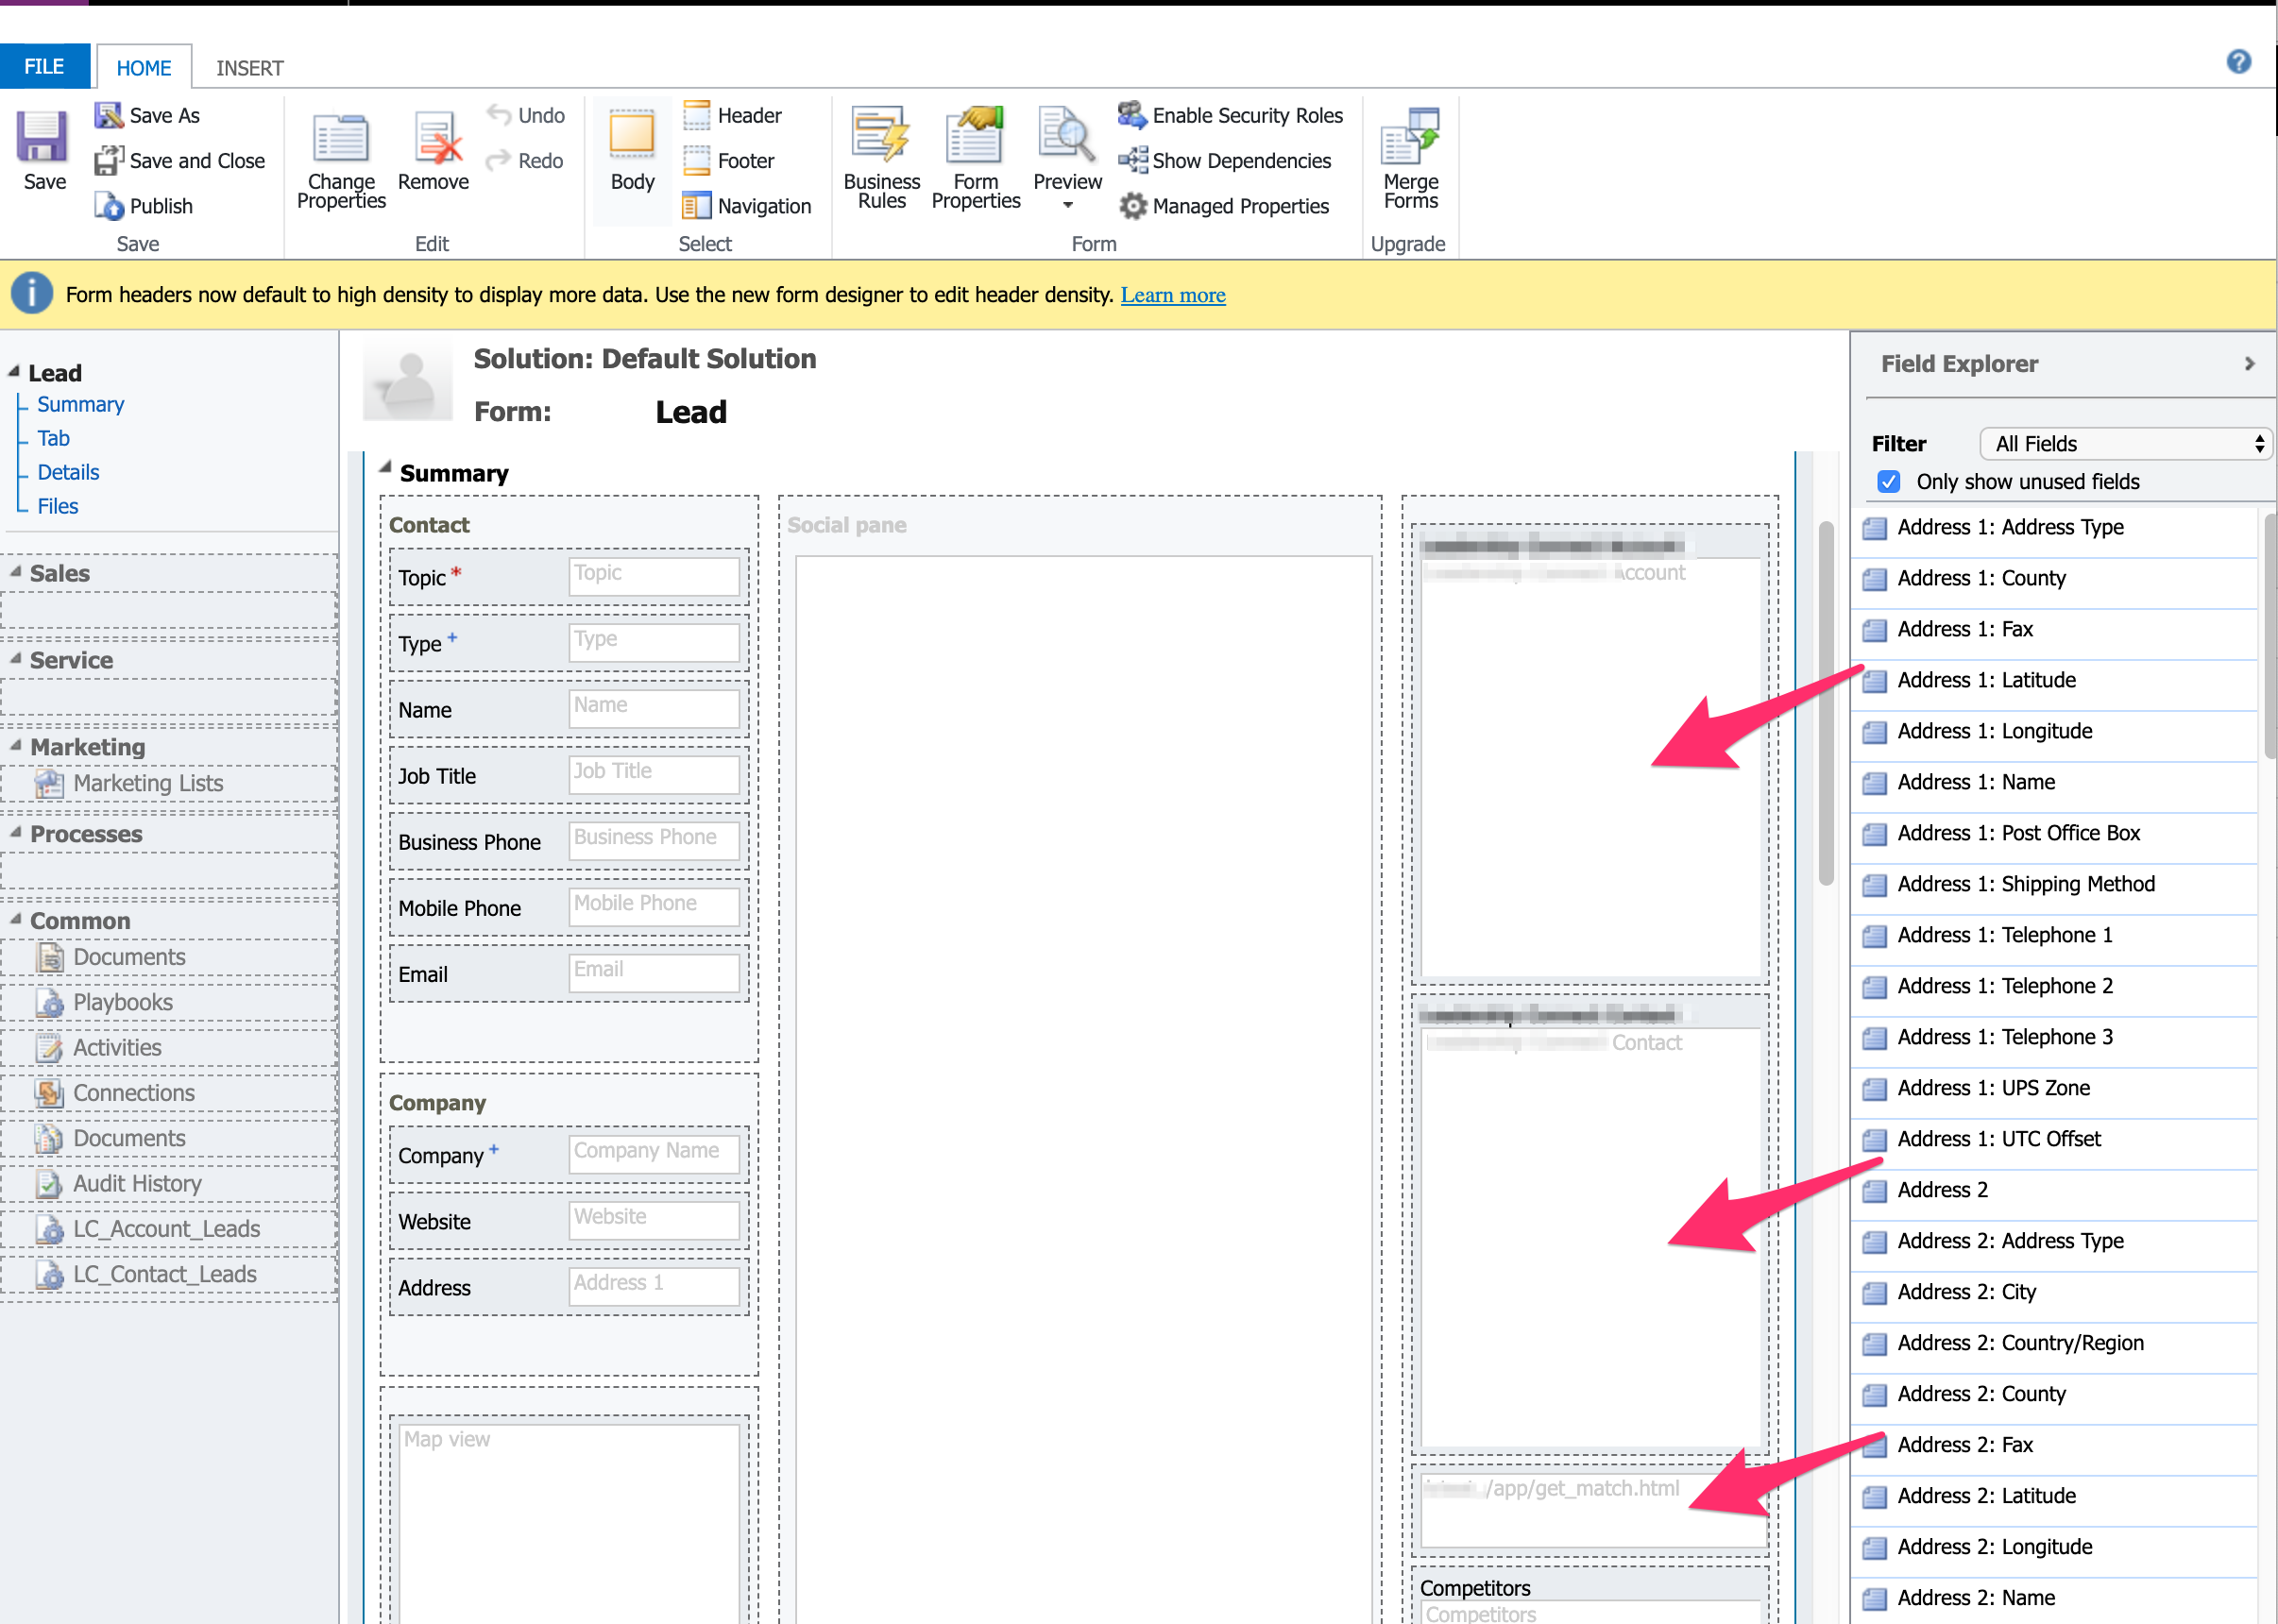 FILE
HOME
INSERT
Save
Save As
Save and Close
Publish
Save
Change Properties
Remove
Undo
Redo
Edit
Body
Header
Footer
Navigation
Select
Business Rules
Form Properties
Preview
Enable Security Roles
Show Dependencies
Managed Properties
Form
Merge Forms
Upgrade
Form headers now default to high density to display more data. Use the new form designer to edit header density. Learn more
Lead
Summary
Tab
Details
Files
Sales
Service
Marketing
Marketing Lists
Processes
Common
Documents
Playbooks
Activities
Connections
Documents
Audit History
LC_Account_Leads
LC_Contact_Leads
Solution: Default Solution
Form: Lead
Summary
Contact
Topic * Topic
Type + Type
Name Name
Job Title Job Title
Business Phone Business Phone
Mobile Phone Mobile Phone
Email Email
Company
Company + Company Name
Website Website
Address Address 1
Map view
Social pane
Account
Contact
/app/get_match.html
Competitors
Competitors
Field Explorer
Filter All Fields
Only show unused fields
Address 1: Address Type
Address 1: County
Address 1: Fax
Address 1: Latitude
Address 1: Longitude
Address 1: Name
Address 1: Post Office Box
Address 1: Shipping Method
Address 1: Telephone 1
Address 1: Telephone 2
Address 1: Telephone 3
Address 1: UPS Zone
Address 1: UTC Offset
Address 2
Address 2: Address Type
Address 2: City
Address 2: Country/Region
Address 2: County
Address 2: Fax
Address 2: Latitude
Address 2: Longitude
Address 2: Name